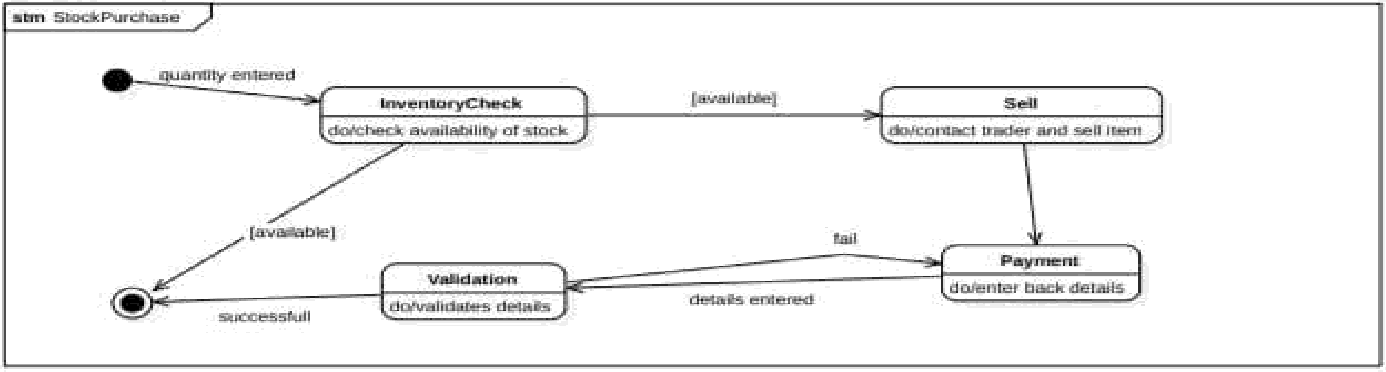 stm StockPurchase
quantity entered
InventoryCheck
do/check availability of stock
[available]
Sell
do/contact trader and sell item
[available]
fail
Payment
do/enter back details
Validation
do/validates details
details entered
successfull